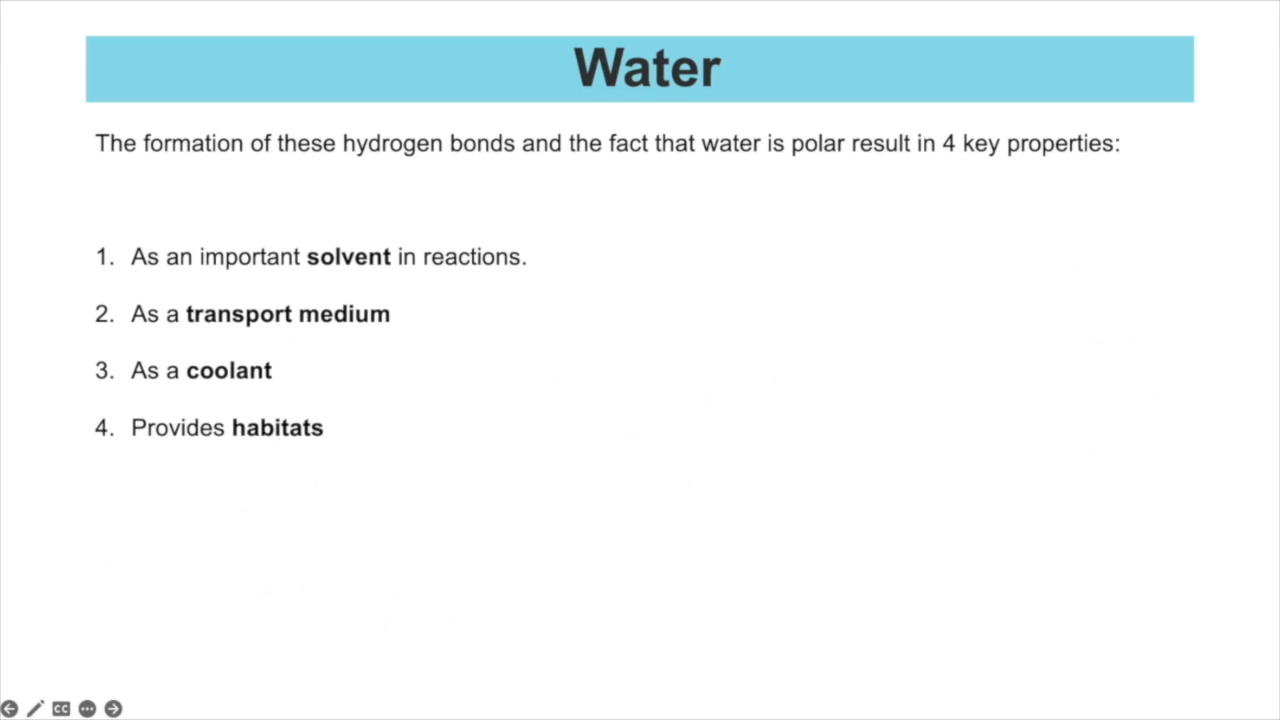 Water
The formation of these hydrogen bonds and the fact that water is polar result in 4 key properties:
1. As an important solvent in reactions.
2. As a transport medium
3. As a coolant
4. Provides habitats
CC